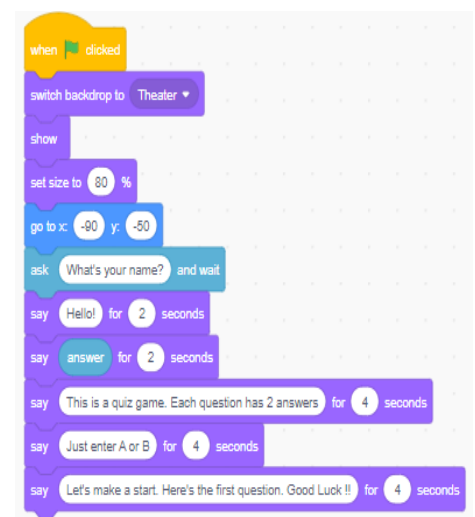 when clicked
switch backdrop to Theater
show
set size to 80 %
go to x: -90 y: -50
ask What's your name? and wait
say Hello! for 2 seconds
say answer for 2 seconds
say This is a quiz game. Each question has 2 answers for 4 seconds
say Just enter A or B for 4 seconds
say Let's make a start. Here's the first question. Good Luck !! for 4 seconds